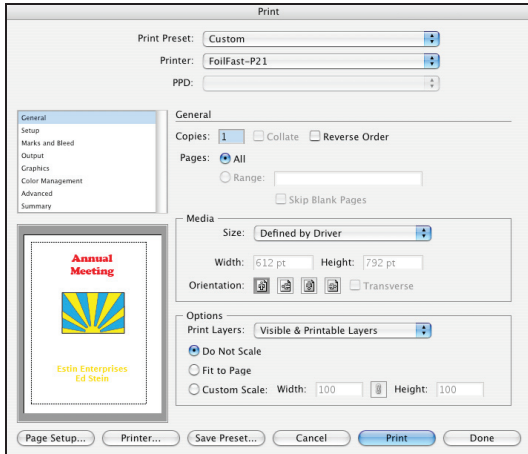 Print
Print Preset: Custom
Printer: FoilFast-P21
PPD:
General
Setup
Marks and Bleed
Output
Graphics
Color Management
Advanced
Summary
Annual
Meeting
Estin Enterprises
Ed Stein
General
Copies: 1 Collate Reverse Order
Pages: All
Range:
Skip Blank Pages
Media
Size: Defined by Driver
Width: 612 pt Height: 792 pt
Orientation: Transverse
Options
Print Layers: Visible & Printable Layers
Do Not Scale
Fit to Page
Custom Scale: Width: 100 Height: 100
Page Setup... Printer... Save Preset... Cancel Print Done